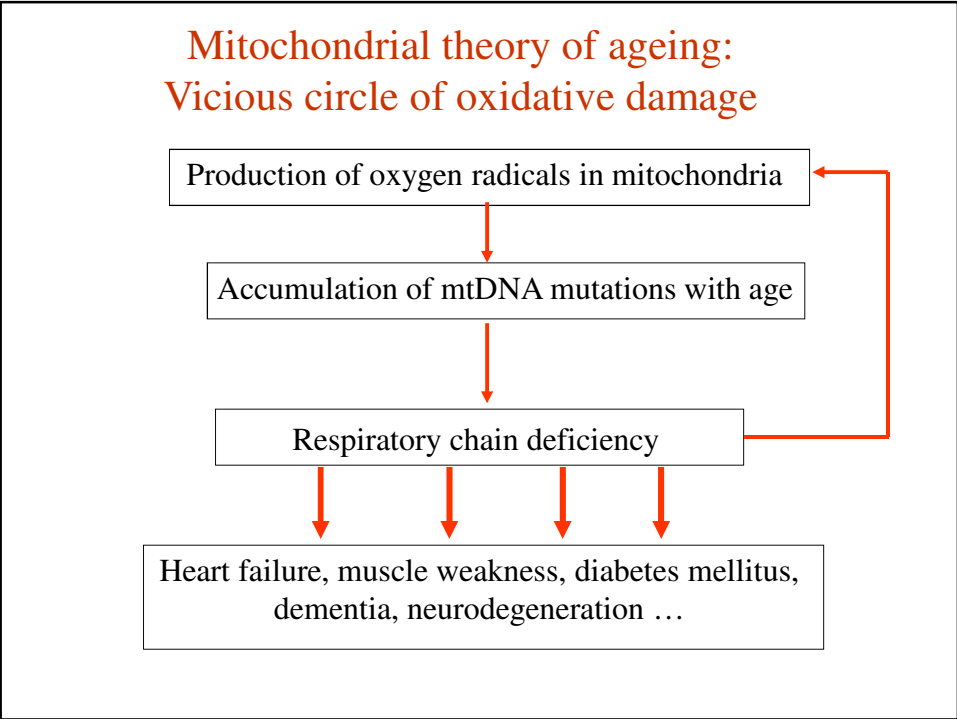 Mitochondrial theory of ageing:
Vicious circle of oxidative damage
Production of oxygen radicals in mitochondria
Accumulation of mtDNA mutations with age
Respiratory chain deficiency
Heart failure, muscle weakness, diabetes mellitus,
dementia, neurodegeneration …